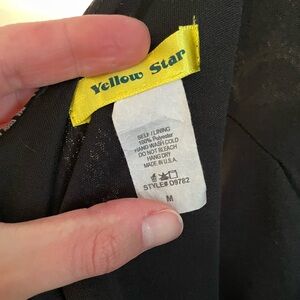 Yellow Star
SELF / LINING
100% Polyester
HAND WASH COLD
DO NOT BLEACH
HANG DRY
MADE IN U.S.A.
STYLE# D9782
M